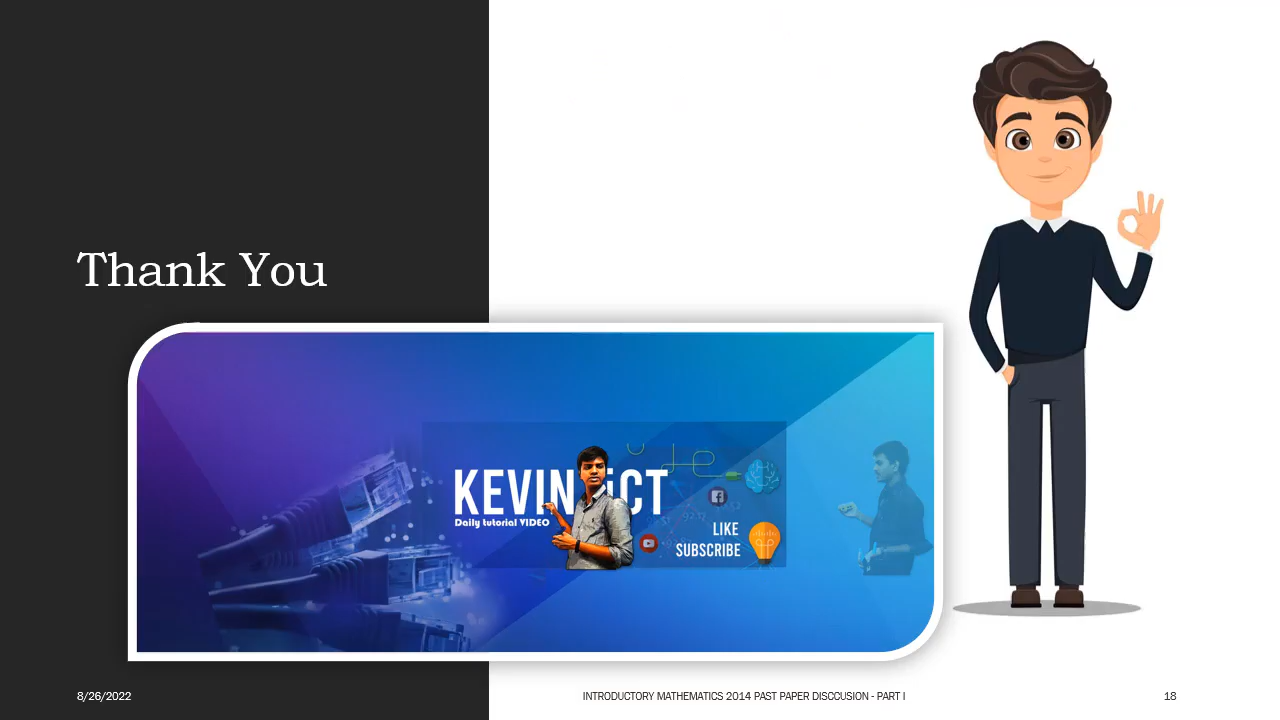 Thank You
KEVIN iCT
Daily tutorial VIDEO
LIKE
SUBSCRIBE
8/26/2022
INTRODUCTORY MATHEMATICS 2014 PAST PAPER DISCCUSION - PART I
18